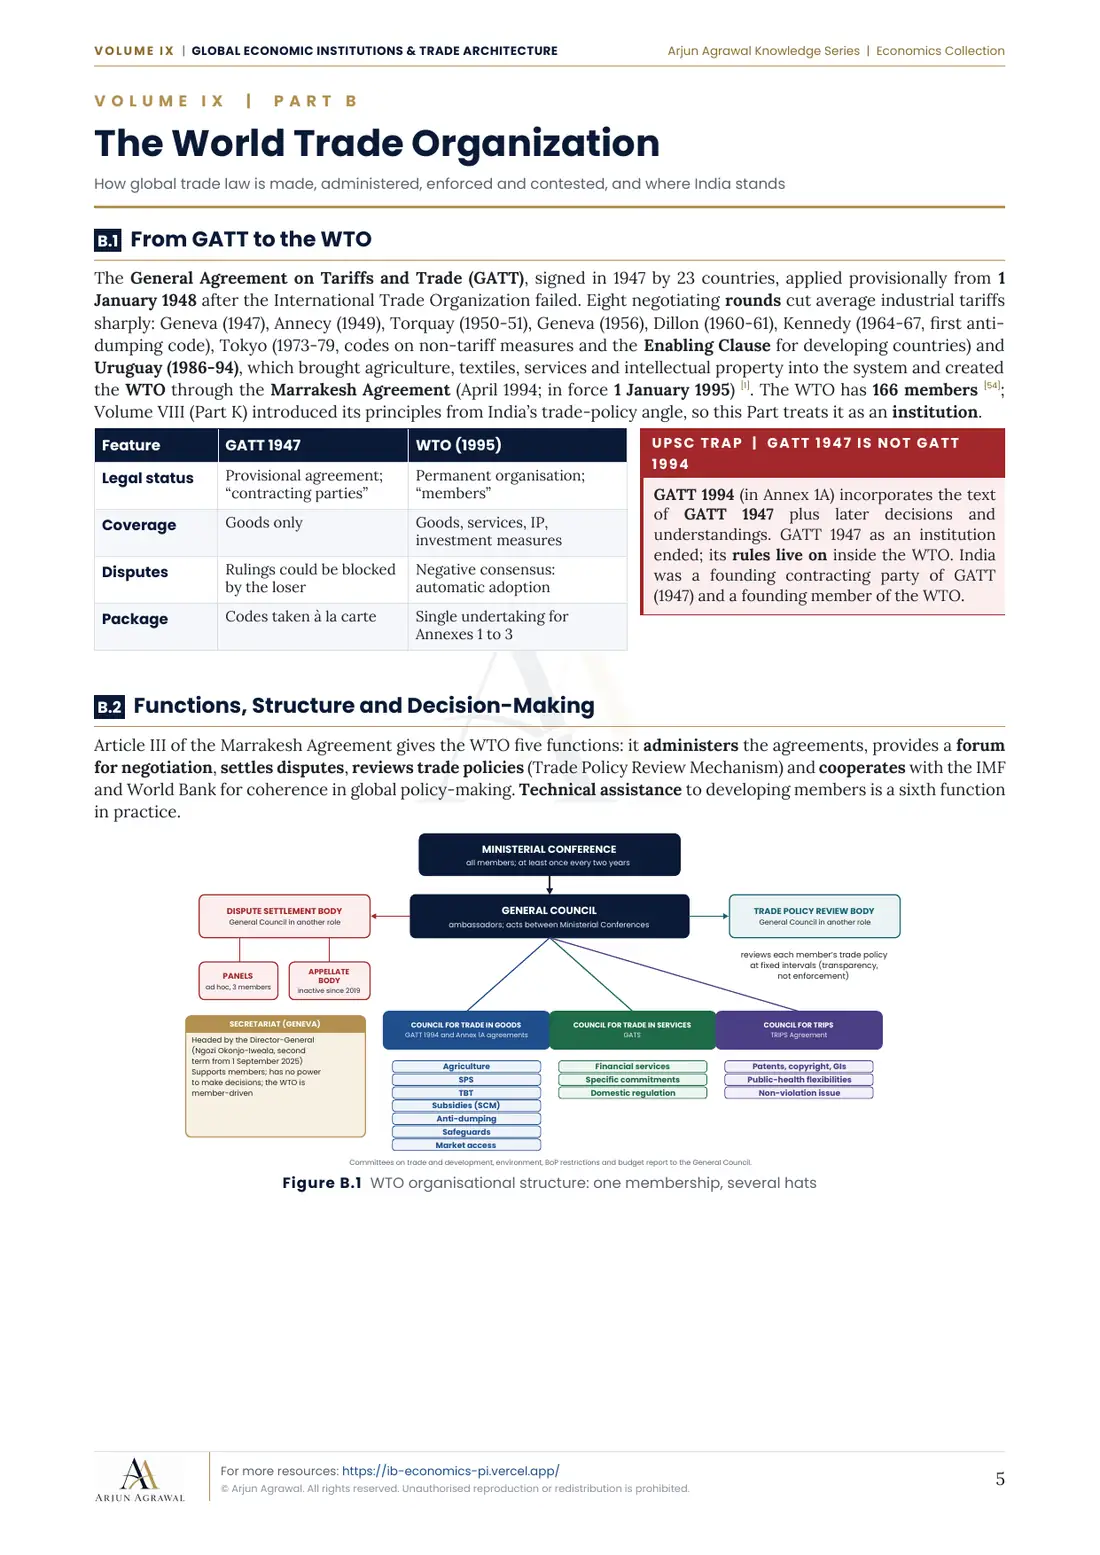 VOLUME IX | GLOBAL ECONOMIC INSTITUTIONS & TRADE ARCHITECTURE
Arjun Agrawal Knowledge Series | Economics Collection
VOLUME IX | PART B
The World Trade Organization
How global trade law is made, administered, enforced and contested, and where India stands
B.1 From GATT to the WTO
The General Agreement on Tariffs and Trade (GATT), signed in 1947 by 23 countries, applied provisionally from 1
January 1948 after the International Trade Organization failed. Eight negotiating rounds cut average industrial tariffs
sharply: Geneva (1947), Annecy (1949), Torquay (1950-51), Geneva (1956), Dillon (1960-61), Kennedy (1964-67, first anti-
dumping code), Tokyo (1973-79, codes on non-tariff measures and the Enabling Clause for developing countries) and
Uruguay (1986-94), which brought agriculture, textiles, services and intellectual property into the system and created
the WTO through the Marrakesh Agreement (April 1994; in force 1 January 1995) [1]. The WTO has 166 members [54];
Volume VIII (Part K) introduced its principles from India's trade-policy angle, so this Part treats it as an institution.
Feature GATT 1947 WTO (1995)
Legal status Provisional agreement; Permanent organisation;
“contracting parties” “members”
Coverage Goods only Goods, services, IP,
investment measures
Disputes Rulings could be blocked Negative consensus:
by the loser automatic adoption
Package Codes taken à la carte Single undertaking for
Annexes 1 to 3
UPSC TRAP | GATT 1947 IS NOT GATT
1994
GATT 1994 (in Annex 1A) incorporates the text
of GATT 1947 plus later decisions and
understandings. GATT 1947 as an institution
ended; its rules live on inside the WTO. India
was a founding contracting party of GATT
(1947) and a founding member of the WTO.
B.2 Functions, Structure and Decision-Making
Article III of the Marrakesh Agreement gives the WTO five functions: it administers the agreements, provides a forum
for negotiation, settles disputes, reviews trade policies (Trade Policy Review Mechanism) and cooperates with the IMF
and World Bank for coherence in global policy-making. Technical assistance to developing members is a sixth function
in practice.
MINISTERIAL CONFERENCE
all members; at least once every two years
DISPUTE SETTLEMENT BODY
General Council in another role
GENERAL COUNCIL
ambassadors; acts between Ministerial Conferences
TRADE POLICY REVIEW BODY
General Council in another role
reviews each member's trade policy
at fixed intervals (transparency,
not enforcement)
PANELS
ad hoc, 3 members
APPELLATE
BODY
inactive since 2019
SECRETARIAT (GENEVA)
Headed by the Director-General
(Ngozi Okonjo-Iweala, second
term from 1 September 2025)
Supports members; has no power
to make decisions; the WTO is
member-driven
COUNCIL FOR TRADE IN GOODS
GATT 1994 and Annex 1A agreements
Agriculture
SPS
TBT
Subsidies (SCM)
Anti-dumping
Safeguards
Market access
COUNCIL FOR TRADE IN SERVICES
GATS
Financial services
Specific commitments
Domestic regulation
COUNCIL FOR TRIPS
TRIPS Agreement
Patents, copyright, GIs
Public-health flexibilities
Non-violation issue
Committees on trade and development, environment, BoP restrictions and budget report to the General Council.
Figure B.1 WTO organisational structure: one membership, several hats
ARJUN AGRAWAL
For more resources: https://ib-economics-pi.vercel.app/
© Arjun Agrawal. All rights reserved. Unauthorised reproduction or redistribution is prohibited.
5